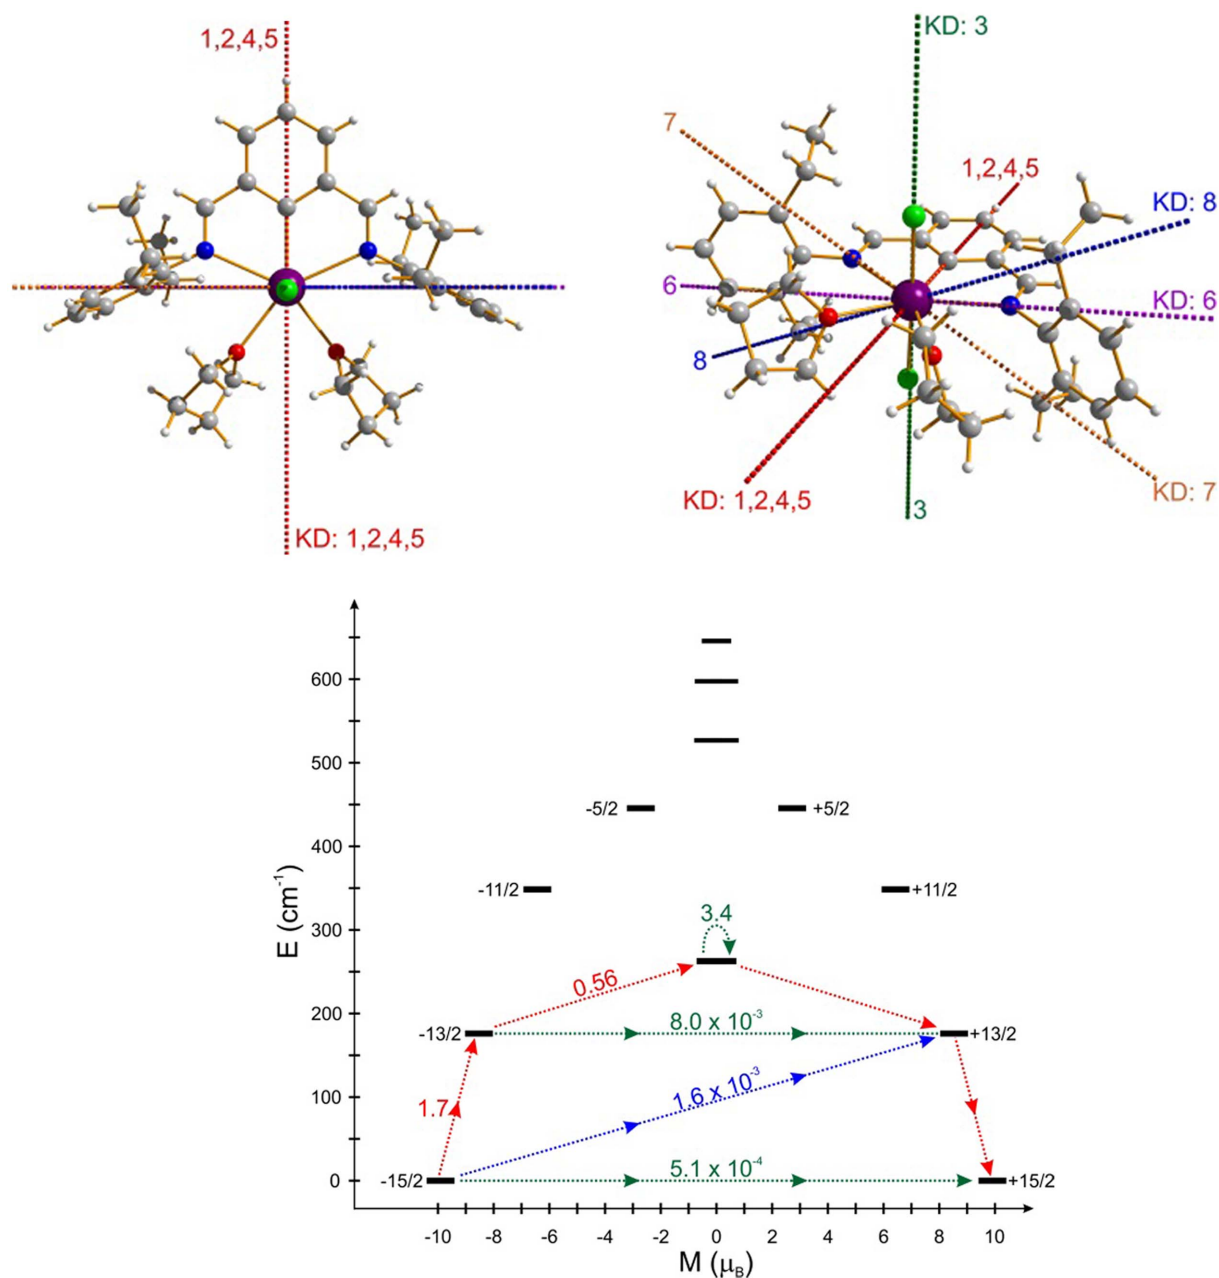 1,2,4,5
KD: 1,2,4,5
KD: 3
7
1,2,4,5
KD: 8
6
KD: 6
8
KD: 1,2,4,5
KD: 7
3
600
500
-5/2
+5/2
400
-11/2
+11/2
E (cm⁻¹)
300
3.4
0.56
200
-13/2
8.0 x 10⁻³
+13/2
1.6 x 10⁻³
100
1.7
0
-15/2
5.1 x 10⁻⁴
+15/2
-10 -8 -6 -4 -2 0 2 4 6 8 10
M (μB)